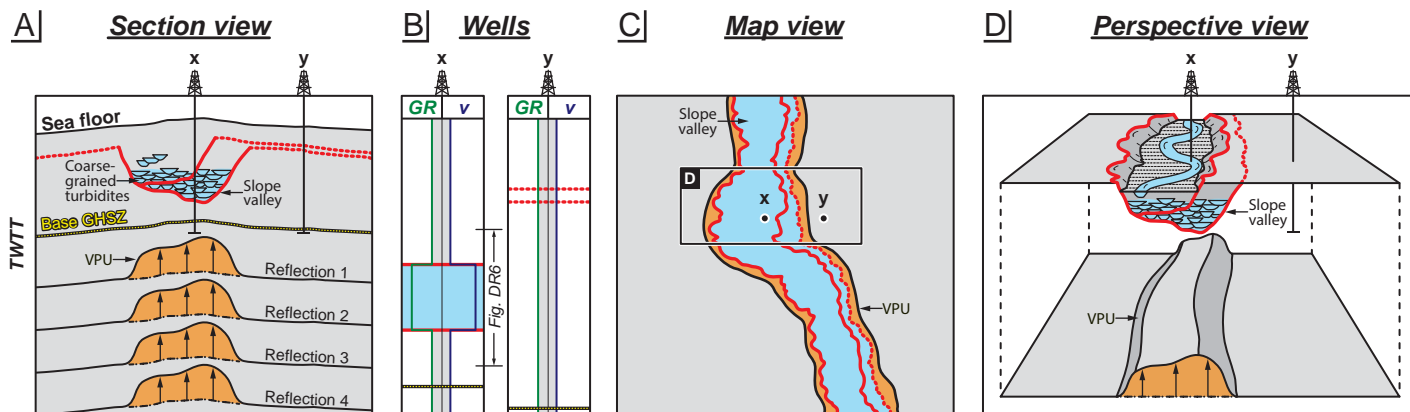 A Section view
x
y
Sea floor
Coarse-
grained
turbidites
Slope
valley
Base GHSZ
TWTT
VPU
Reflection 1
Reflection 2
Reflection 3
Reflection 4
B Wells
x
y
GR v
GR v
Fig. DR6
C Map view
Slope
valley
D
x
y
VPU
D Perspective view
x
y
Slope
valley
VPU